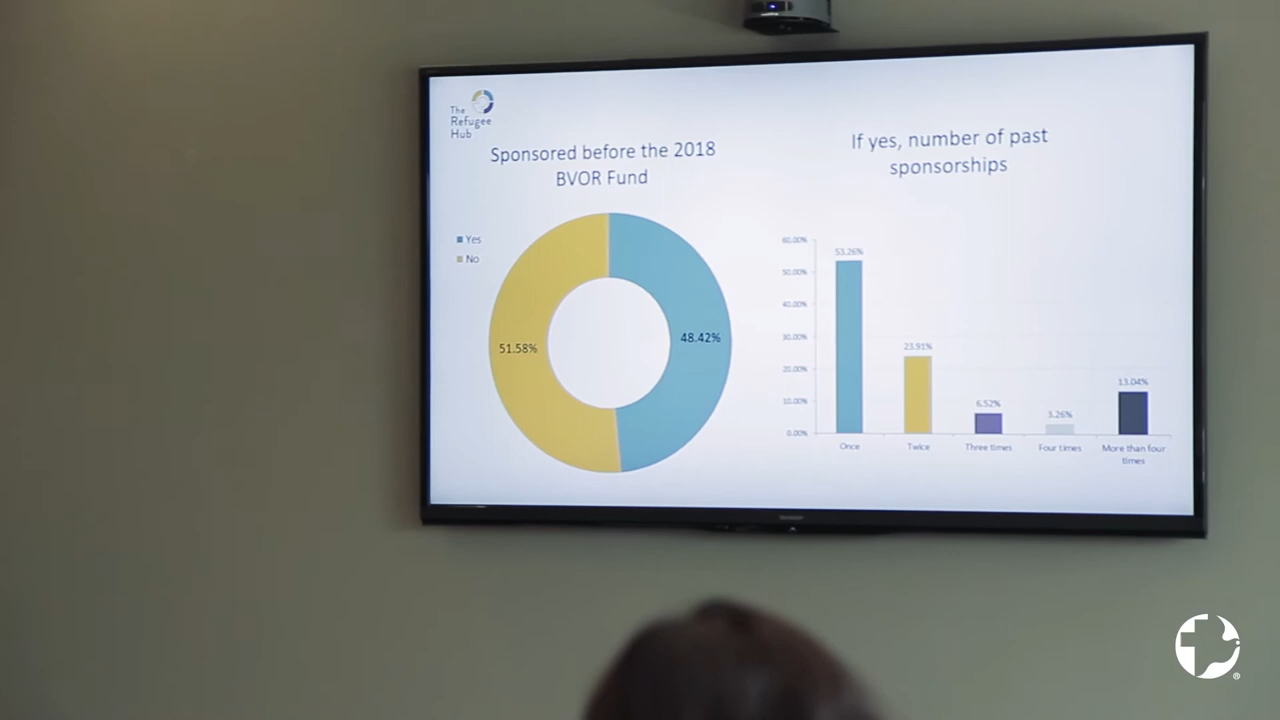 The
Refugee
Hub
Sponsored before the 2018
BVOR Fund
Yes
No
51.58%
48.42%
If yes, number of past
sponsorships
60.00%
50.00%
40.00%
30.00%
20.00%
10.00%
0.00%
53.26%
23.91%
6.52%
3.26%
13.04%
Once
Twice
Three times
Four times
More than four
times
®